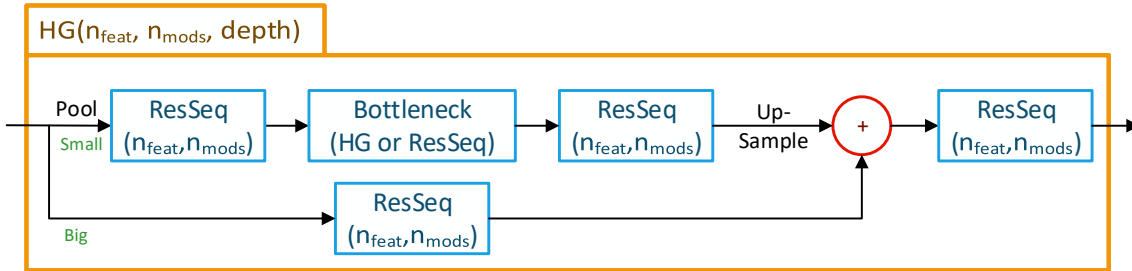 HG(nfeat, nmods, depth)
Pool
Small
ResSeq
(nfeat,nmods)
Bottleneck
(HG or ResSeq)
ResSeq
(nfeat,nmods)
Up-
Sample
+
ResSeq
(nfeat,nmods)
Big
ResSeq
(nfeat,nmods)